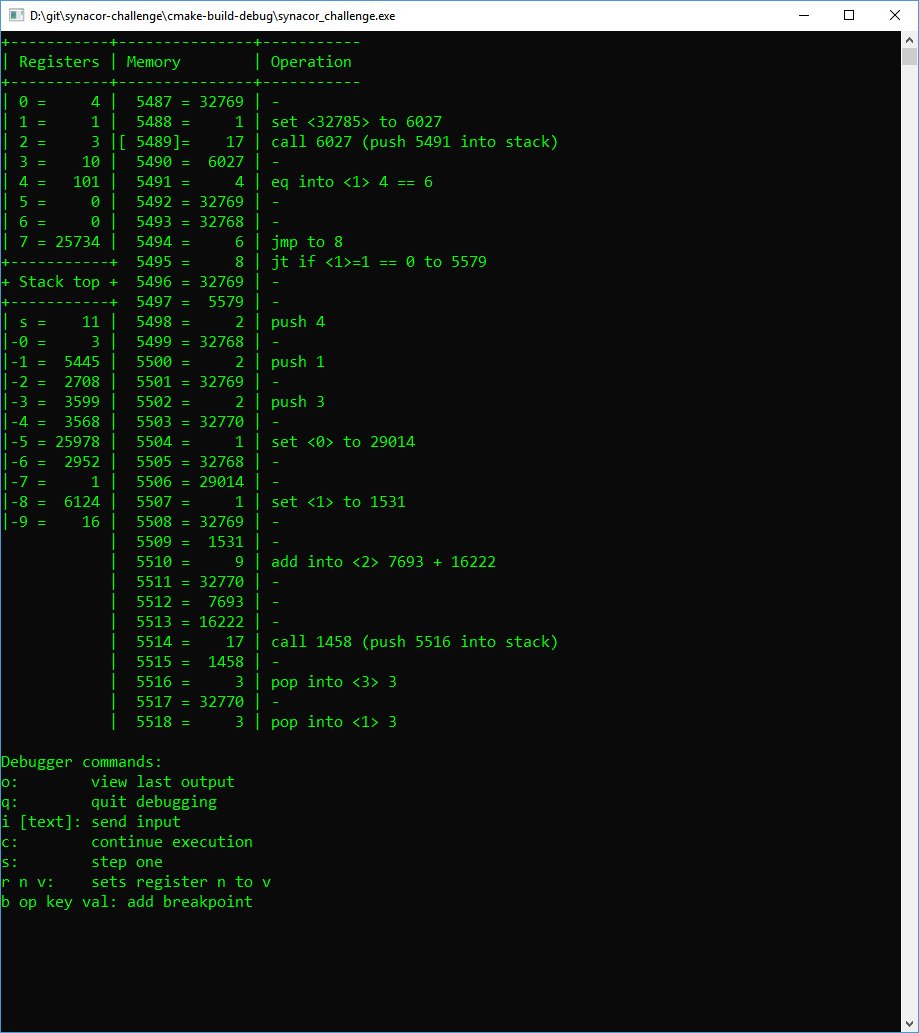 D:\git\synacor-challenge\cmake-build-debug\synacor_challenge.exe
+-----------+---------------+-----------
| Registers | Memory        | Operation
+-----------+---------------+-----------
| 0 =     4 |  5487 = 32769 | -
| 1 =     1 |  5488 =     1 | set <32785> to 6027
| 2 =     3 |[ 5489]=    17 | call 6027 (push 5491 into stack)
| 3 =    10 |  5490 =  6027 | -
| 4 =   101 |  5491 =     4 | eq into <1> 4 == 6
| 5 =     0 |  5492 = 32769 | -
| 6 =     0 |  5493 = 32768 | -
| 7 = 25734 |  5494 =     6 | jmp to 8
+-----------+  5495 =     8 | jt if <1>=1 == 0 to 5579
+ Stack top +  5496 = 32769 | -
+-----------+  5497 =  5579 | -
| s =    11 |  5498 =     2 | push 4
|-0 =     3 |  5499 = 32768 | -
|-1 =  5445 |  5500 =     2 | push 1
|-2 =  2708 |  5501 = 32769 | -
|-3 =  3599 |  5502 =     2 | push 3
|-4 =  3568 |  5503 = 32770 | -
|-5 = 25978 |  5504 =     1 | set <0> to 29014
|-6 =  2952 |  5505 = 32768 | -
|-7 =     1 |  5506 = 29014 | -
|-8 =  6124 |  5507 =     1 | set <1> to 1531
|-9 =    16 |  5508 = 32769 | -
            |  5509 =  1531 | -
            |  5510 =     9 | add into <2> 7693 + 16222
            |  5511 = 32770 | -
            |  5512 =  7693 | -
            |  5513 = 16222 | -
            |  5514 =    17 | call 1458 (push 5516 into stack)
            |  5515 =  1458 | -
            |  5516 =     3 | pop into <3> 3
            |  5517 = 32770 | -
            |  5518 =     3 | pop into <1> 3
Debugger commands:
o:        view last output
q:        quit debugging
i [text]: send input
c:        continue execution
s:        step one
r n v:    sets register n to v
b op key val: add breakpoint